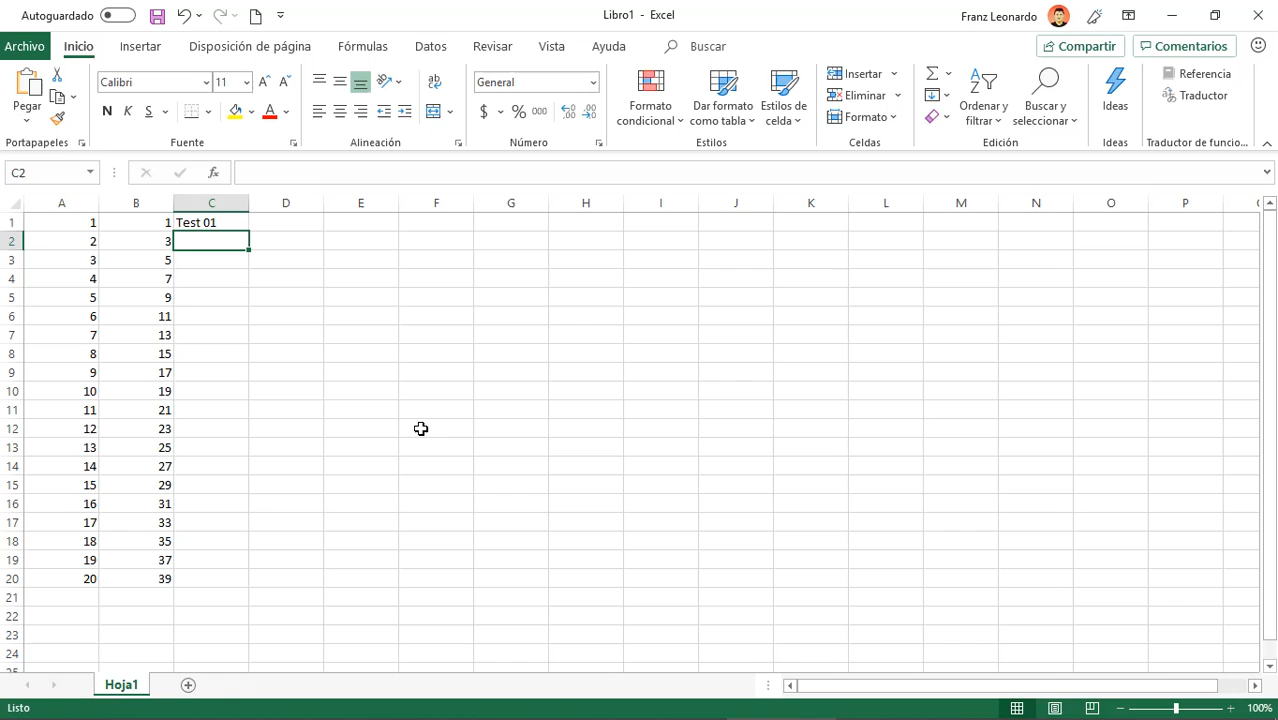 Autoguardado
Libro1 - Excel
Franz Leonardo
Archivo Inicio Insertar Disposición de página Fórmulas Datos Revisar Vista Ayuda Buscar Compartir Comentarios
Pegar
Portapapeles
Calibri 11
N K S A
Fuente
ab
Alineación
General
$ % 000
Número
Formato condicional
Dar formato como tabla
Estilos de celda
Estilos
Insertar
Eliminar
Formato
Celdas
Ordenar y filtrar
Buscar y seleccionar
Edición
Ideas
Ideas
Referencia
Traductor
Traductor de funcio...
C2 fx
A B C D E F G H I J K L M N O P
1 1 1 Test 01
2 2 3
3 3 5
4 4 7
5 5 9
6 6 11
7 7 13
8 8 15
9 9 17
10 10 19
11 11 21
12 12 23
13 13 25
14 14 27
15 15 29
16 16 31
17 17 33
18 18 35
19 19 37
20 20 39
21
22
23
24
Hoja1
Listo
100%